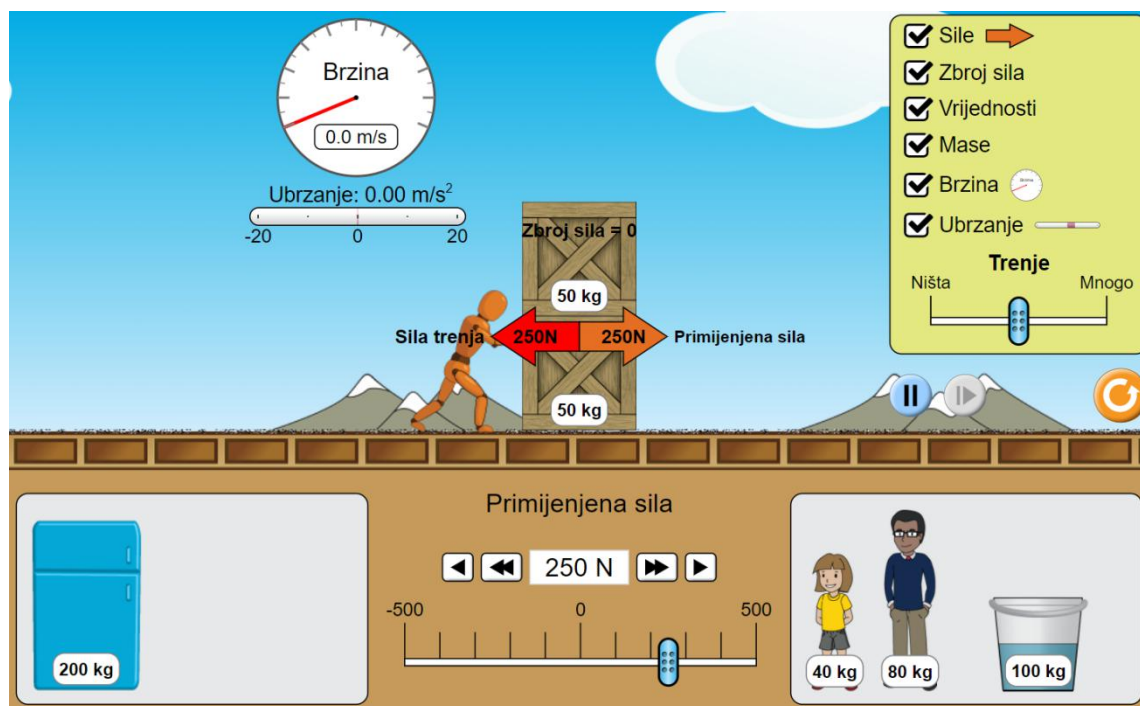 Brzina
0.0 m/s
Ubrzanje: 0.00 m/s²
-20 0 20
Sile
Zbroj sila
Vrijednosti
Mase
Brzina
Ubrzanje
Trenje
Ništa Mnogo
Zbroj sila = 0
50 kg
Sila trenja 250N 250N Primijenjena sila
50 kg
Primijenjena sila
250 N
-500 0 500
200 kg
40 kg 80 kg 100 kg